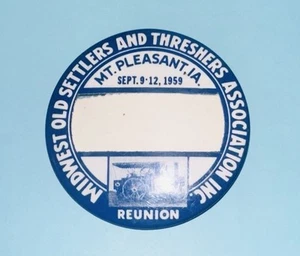 MIDWEST OLD SETTLERS AND THRESHERS ASSOCIATION INC.
MT. PLEASANT, IA.
SEPT. 9-12, 1959
REUNION